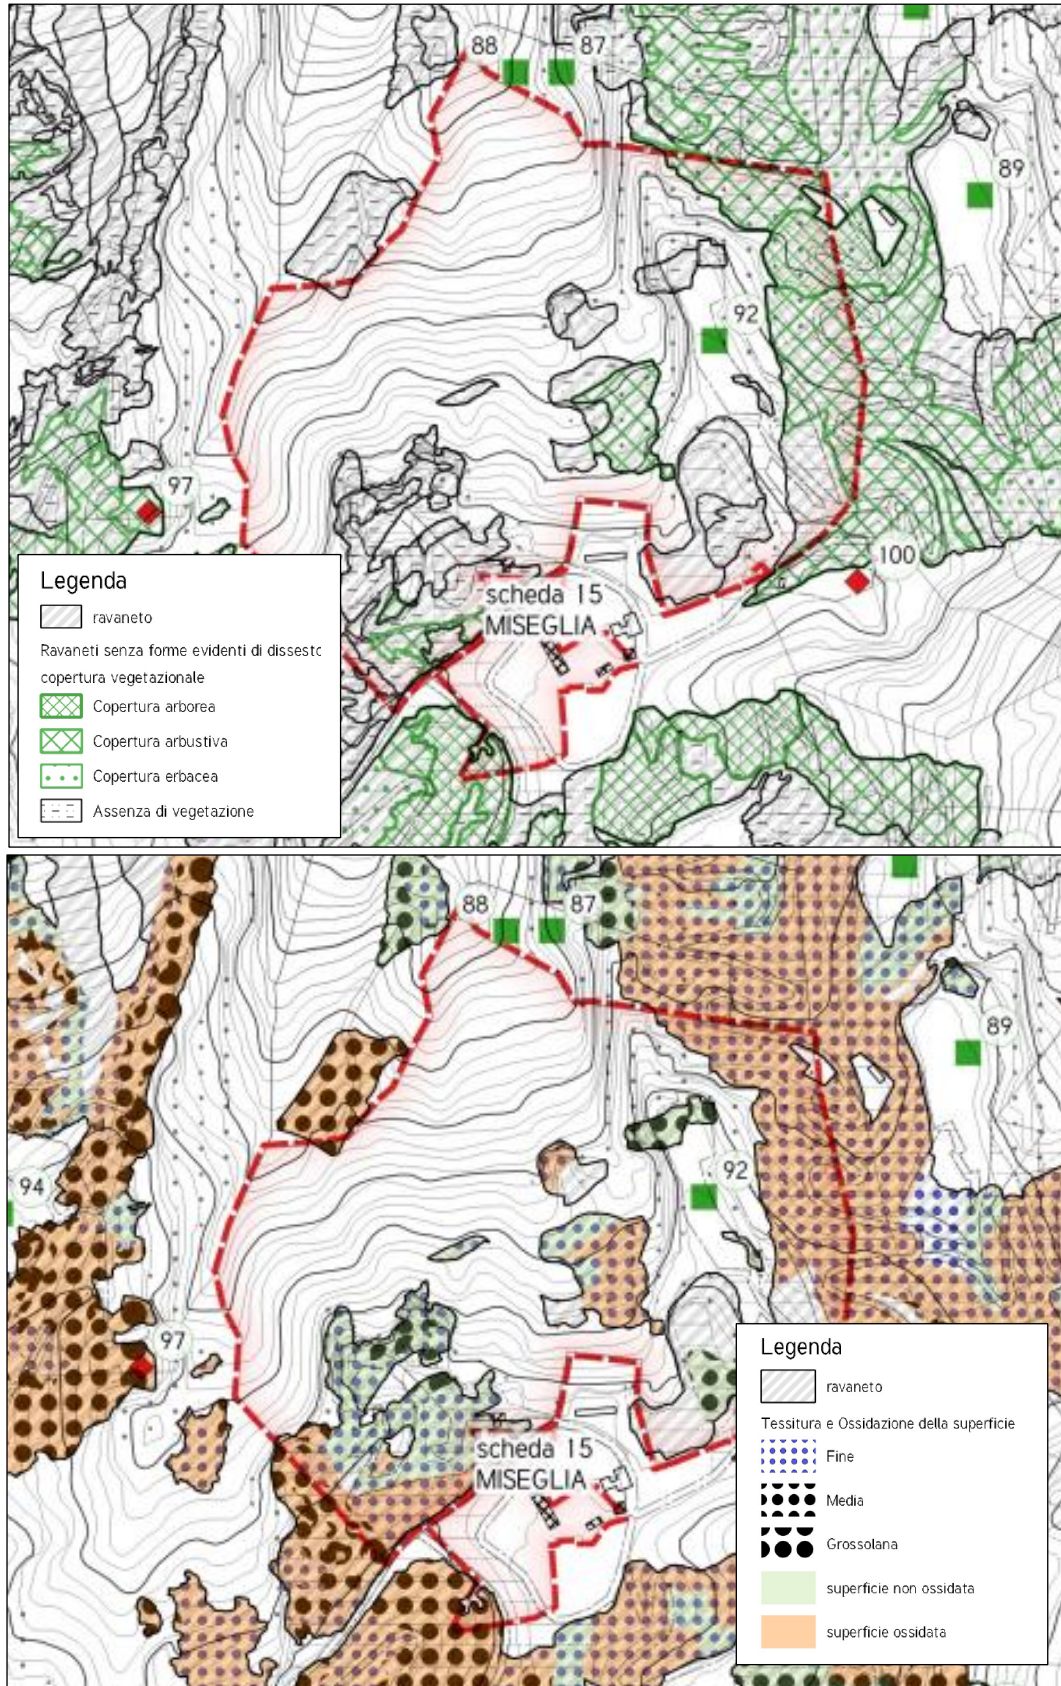 88
87
89
92
97
100
scheda 15
MISEGLIA
Legenda
ravaneto
Ravaneti senza forme evidenti di dissesto
copertura vegetazionale
Copertura arborea
Copertura arbustiva
Copertura erbacea
Assenza di vegetazione
88
87
89
94
92
97
scheda 15
MISEGLIA
Legenda
ravaneto
Tessitura e Ossidazione della superficie
Fine
Media
Grossolana
superficie non ossidata
superficie ossidata